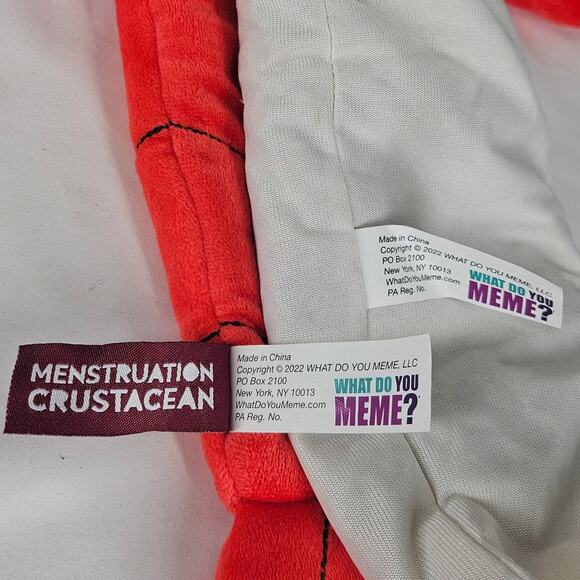 MENSTRUATION
CRUSTACEAN
Made in China
Copyright © 2022 WHAT DO YOU MEME, LLC
PO Box 2100
New York, NY 10013
WhatDoYouMeme.com
PA Reg. No.
WHAT DO YOU
MEME?
Made in China
Copyright © 2022 WHAT DO YOU MEME, LLC
PO Box 2100
New York, NY 10013
WhatDoYouMeme.com
PA Reg. No.
WHAT DO YOU
MEME?